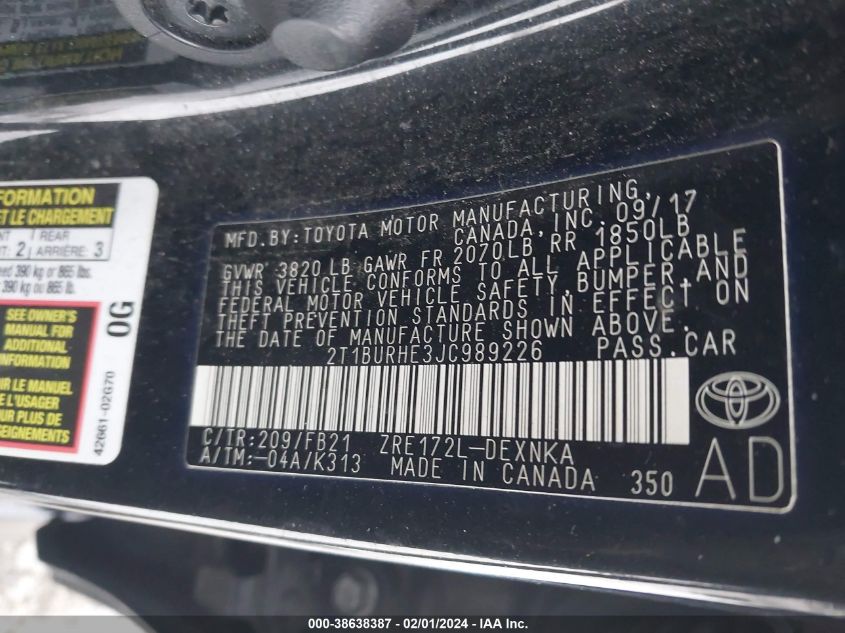 FORMATION
ET LE CHARGEMENT
2 REAR
ARRIÈRE: 3
390 kg or 865 lbs.
390 kg ou 865 lb.
SEE OWNER'S
MANUAL FOR
ADDITIONAL
LE MANUEL
L'USAGER
PLUS DE
0G
42661-02G70
MFD.BY:TOYOTA MOTOR MANUFACTURING,
CANADA, INC. 09/17
GVWR 3820 LB GAWR FR 2070LB, RR 1850LB
THIS VEHICLE CONFORMS TO ALL APPLICABLE
FEDERAL MOTOR VEHICLE SAFETY, BUMPER, AND
THEFT PREVENTION STANDARDS IN EFFECT ON
THE DATE OF MANUFACTURE SHOWN ABOVE.
2T1BURHE3JC989226 PASS.CAR
C/TR:209/FB21 ZRE172L-DEXNKA
A/TM:-04A/K313 MADE IN CANADA 350
AD
000-38638387 - 02/01/2024 - IAA Inc.